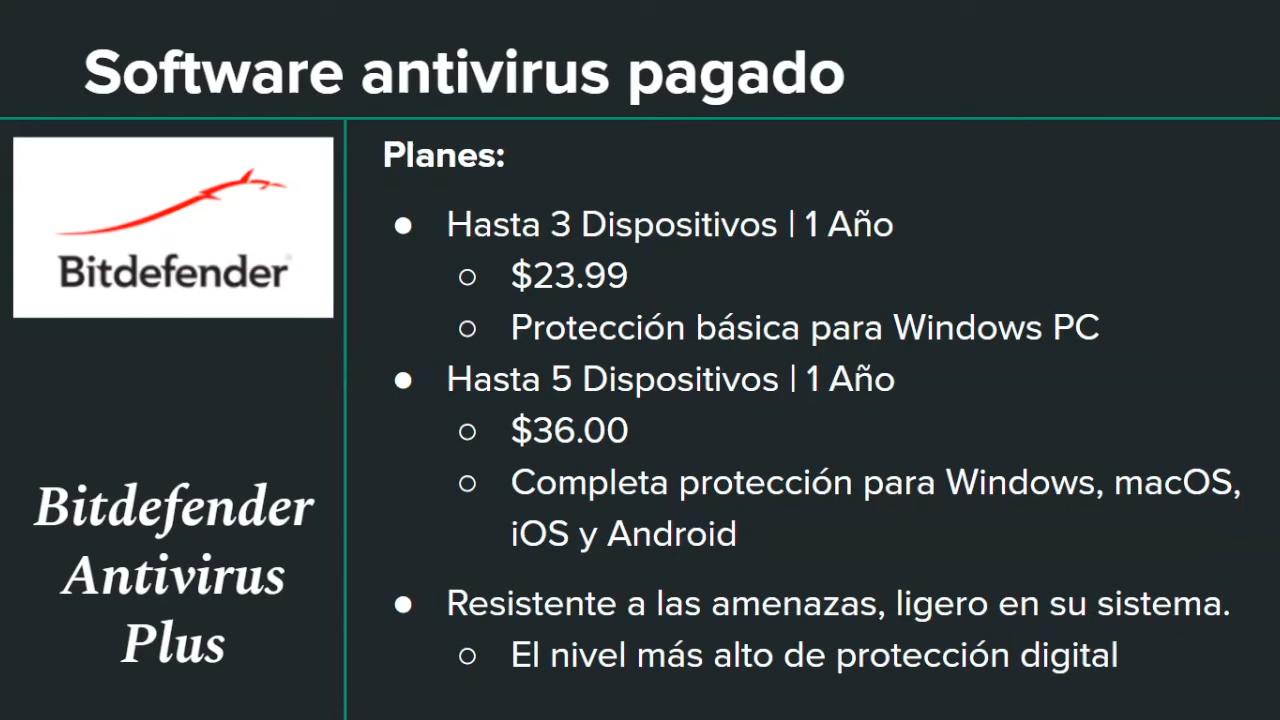 Software antivirus pagado
Bitdefender
Bitdefender
Antivirus
Plus
Planes:
● Hasta 3 Dispositivos | 1 Año
○ $23.99
○ Protección básica para Windows PC
● Hasta 5 Dispositivos | 1 Año
○ $36.00
○ Completa protección para Windows, macOS,
iOS y Android
● Resistente a las amenazas, ligero en su sistema.
○ El nivel más alto de protección digital